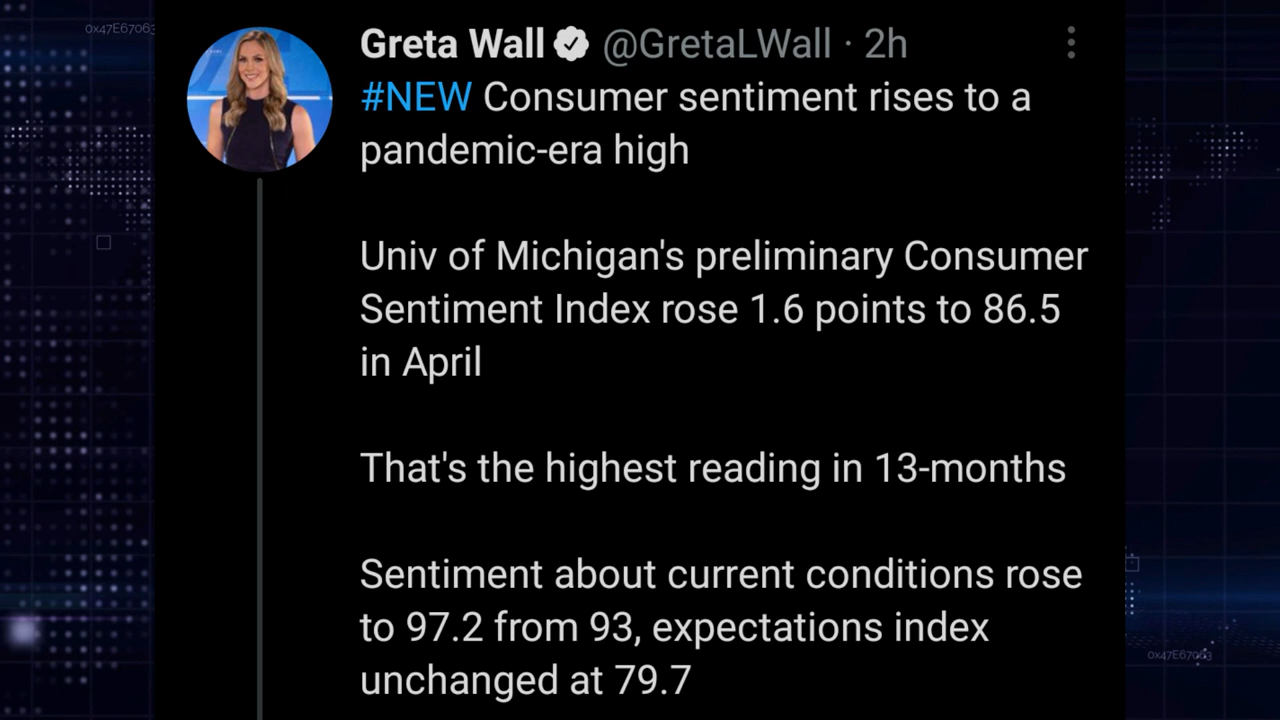 0x47E67063
Greta Wall @GretaLWall · 2h
#NEW Consumer sentiment rises to a
pandemic-era high
Univ of Michigan's preliminary Consumer
Sentiment Index rose 1.6 points to 86.5
in April
That's the highest reading in 13-months
Sentiment about current conditions rose
to 97.2 from 93, expectations index
unchanged at 79.7
0x47E67063